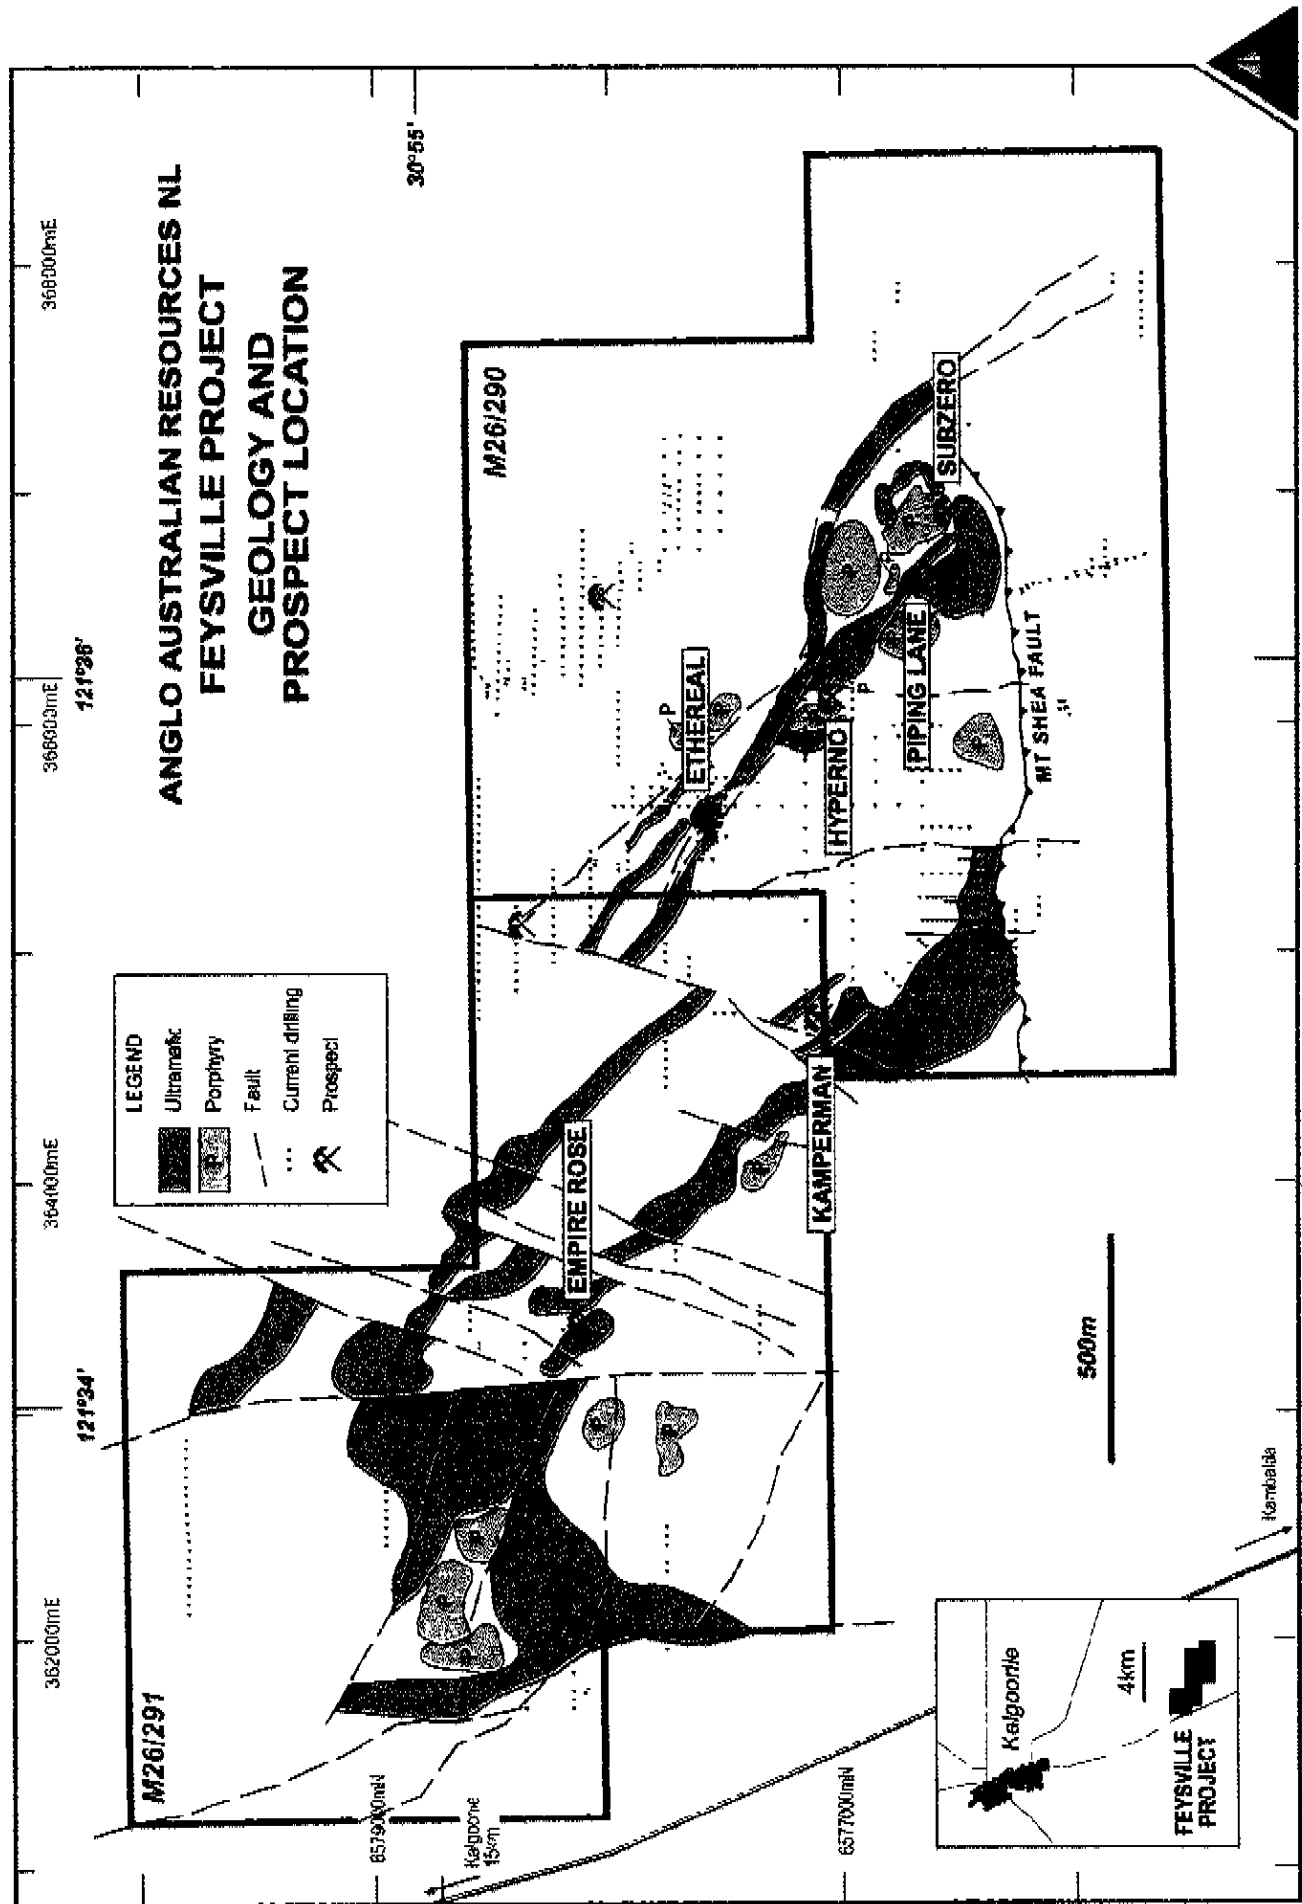 ANGLO AUSTRALIAN RESOURCES NL
FEYSVILLE PROJECT
GEOLOGY AND
PROSPECT LOCATION
362000mE
364000mE
366000mE
368000mE
121°34'
121°36'
30°55'
M26/291
M26/290
LEGEND
Ultramafic
P
Porphyry
Fault
Current drilling
Prospect
EMPIRE ROSE
KAMPERMAN
ETHEREAL
HYPERNO
PIPING LANE
SUBZERO
MT SHEA FAULT
P
P
P
P
P
P
P
P
P
P
P
P
P
6579000mN
Kalgoorlie
15km
6577000mN
500m
Kambalda
Kalgoorlie
4km
FEYSVILLE
PROJECT